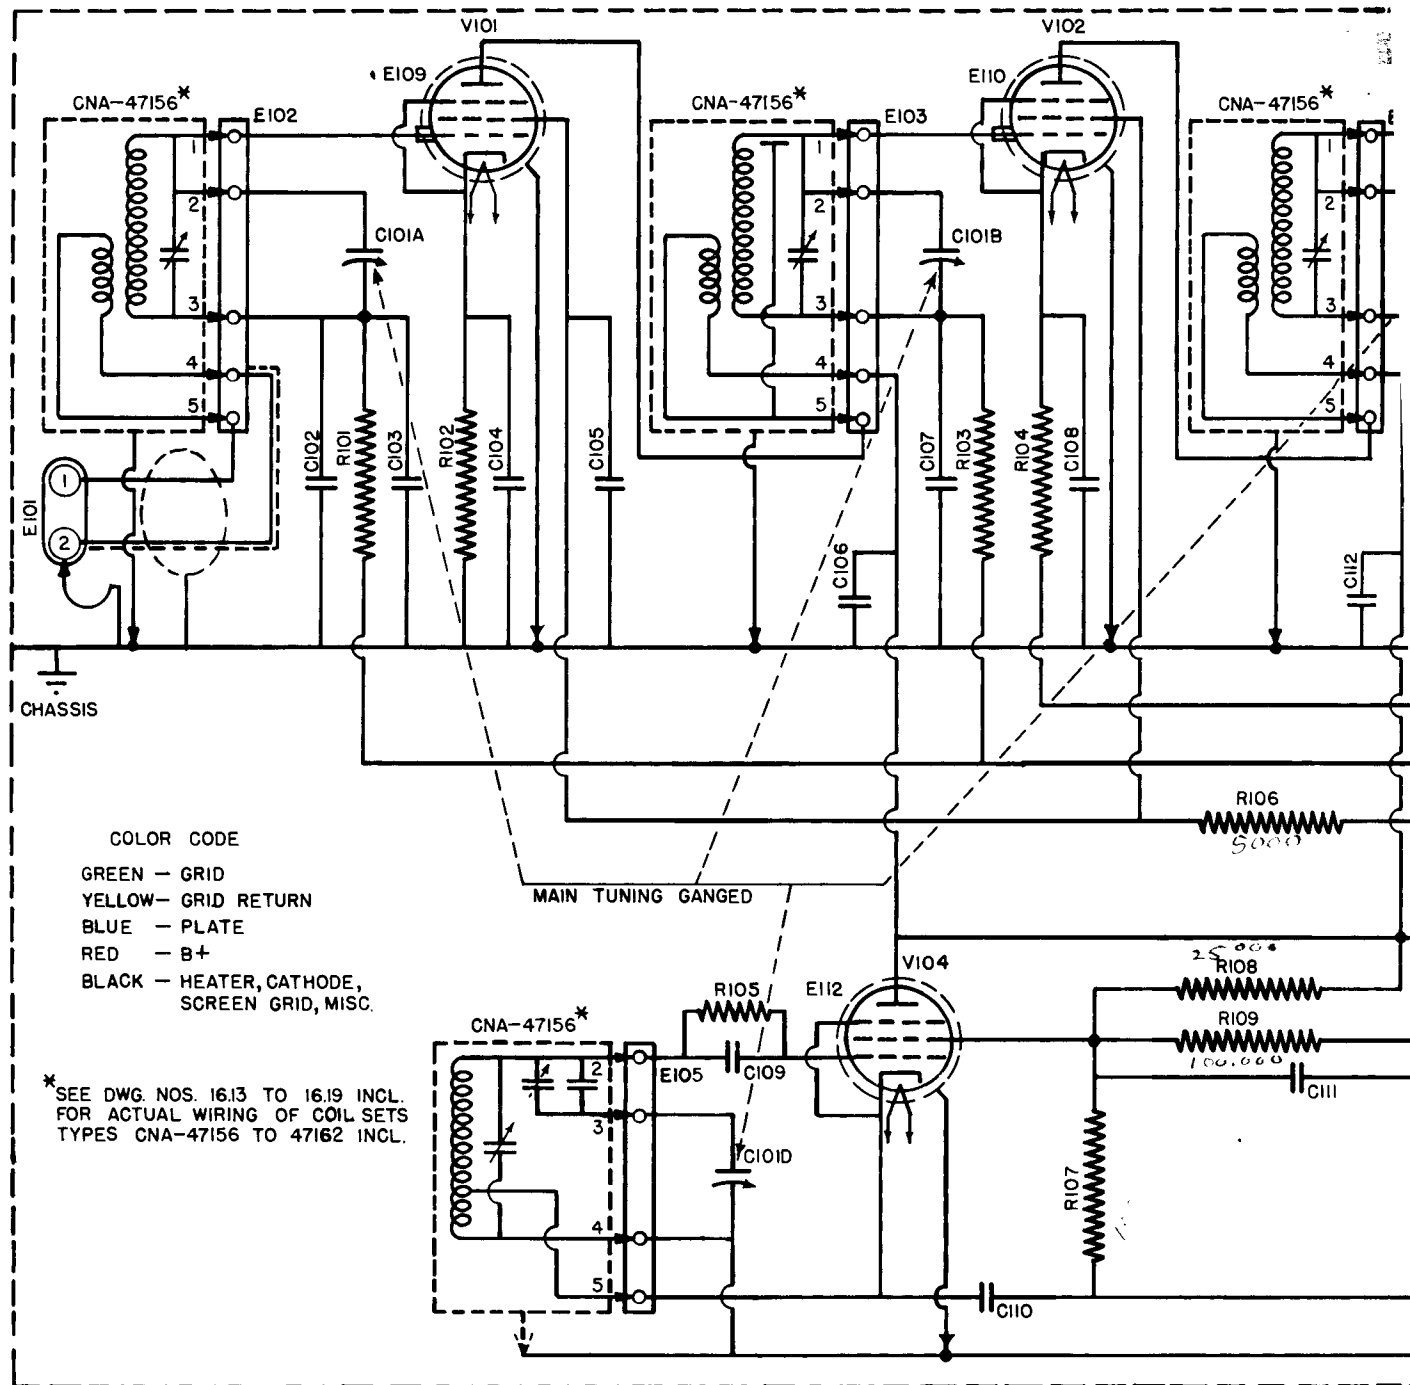 V101
V102
E109
E110
CNA-47156*
E102
CNA-47156*
E103
CNA-47156*
1
2
3
4
5
1
2
3
4
5
1
2
3
4
5
C101A
C101B
E101
1
2
C102
R101
C103
R102
C104
C105
C106
C107
R103
R104
C108
C112
CHASSIS
R106
5000
COLOR CODE
GREEN — GRID
YELLOW— GRID RETURN
BLUE — PLATE
RED — B+
BLACK — HEATER, CATHODE,
SCREEN GRID, MISC.
MAIN TUNING GANGED
V104
E112
R105
C109
25000
R108
R109
100.000
C111
R107
CNA-47156*
E105
2
3
4
5
C101D
C110
*SEE DWG. NOS. 16.13 TO 16.19 INCL.
FOR ACTUAL WIRING OF COIL SETS
TYPES CNA-47156 TO 47162 INCL.